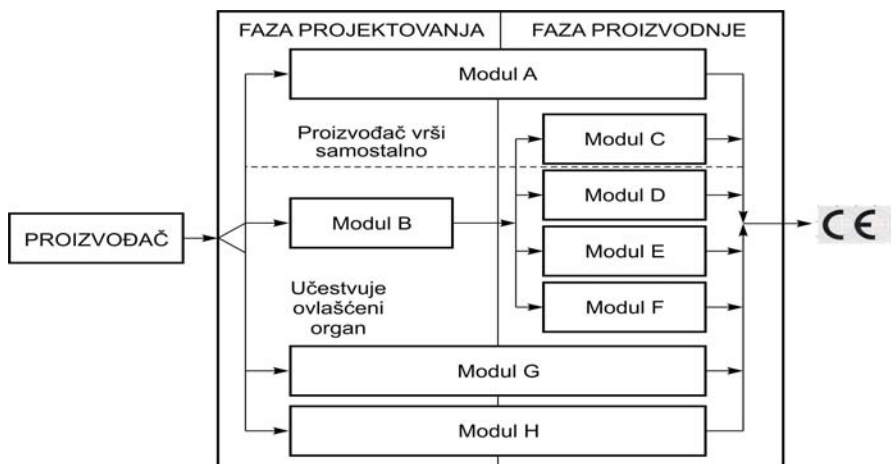 FAZA PROJEKTOVANJA
FAZA PROIZVODNJE
Modul A
Proizvođač vrši
samostalno
Modul C
Modul D
PROIZVOĐAČ
Modul B
CE
Modul E
Učestvuje
ovlašćeni
organ
Modul F
Modul G
Modul H